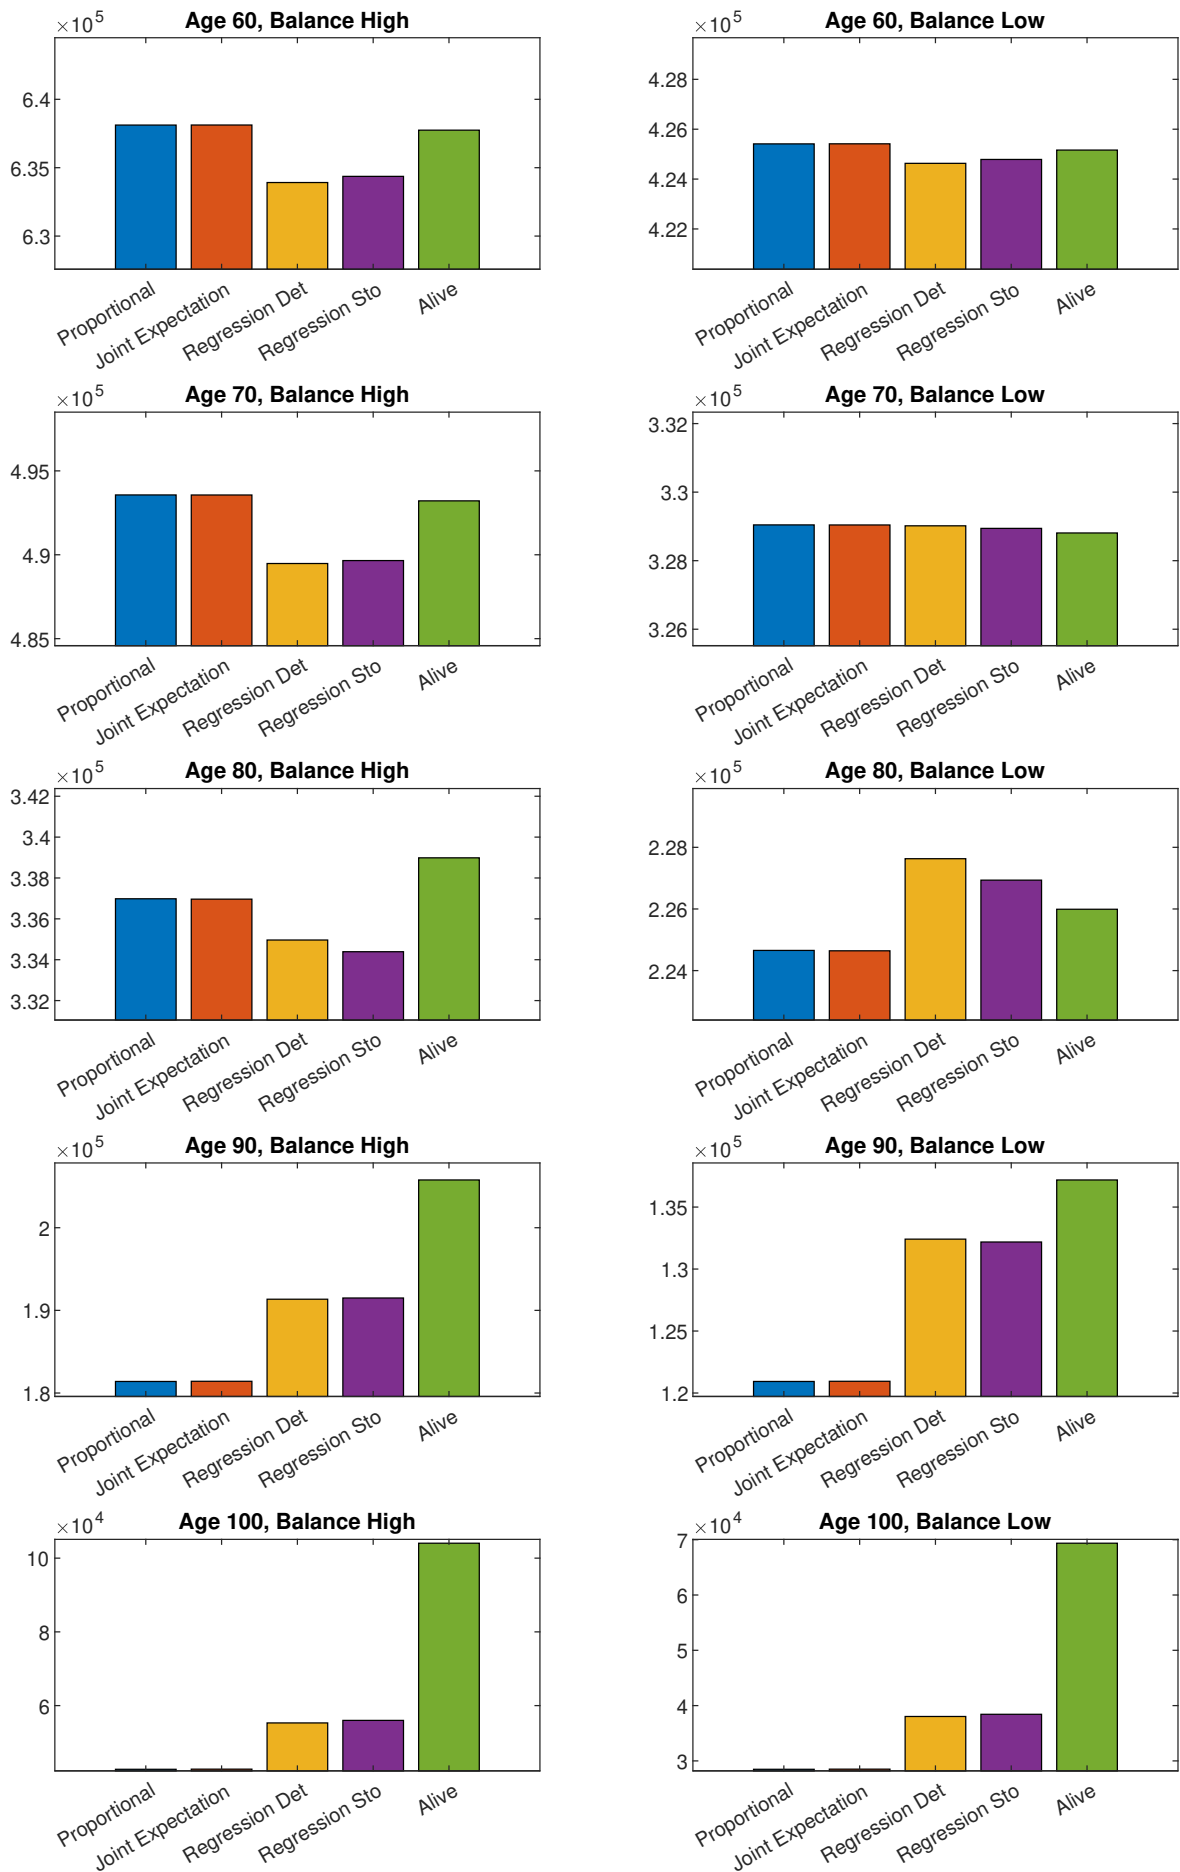 Age 60, Balance High
×10^5
6.4
6.35
6.3
Proportional
Joint Expectation
Regression Det
Regression Sto
Alive
Age 60, Balance Low
×10^5
4.28
4.26
4.24
4.22
Proportional
Joint Expectation
Regression Det
Regression Sto
Alive
Age 70, Balance High
×10^5
4.95
4.9
4.85
Proportional
Joint Expectation
Regression Det
Regression Sto
Alive
Age 70, Balance Low
×10^5
3.32
3.3
3.28
3.26
Proportional
Joint Expectation
Regression Det
Regression Sto
Alive
Age 80, Balance High
×10^5
3.42
3.4
3.38
3.36
3.34
3.32
Proportional
Joint Expectation
Regression Det
Regression Sto
Alive
Age 80, Balance Low
×10^5
2.28
2.26
2.24
Proportional
Joint Expectation
Regression Det
Regression Sto
Alive
Age 90, Balance High
×10^5
2
1.9
1.8
Proportional
Joint Expectation
Regression Det
Regression Sto
Alive
Age 90, Balance Low
×10^5
1.35
1.3
1.25
1.2
Proportional
Joint Expectation
Regression Det
Regression Sto
Alive
Age 100, Balance High
×10^4
10
8
6
Proportional
Joint Expectation
Regression Det
Regression Sto
Alive
Age 100, Balance Low
×10^4
7
6
5
4
3
Proportional
Joint Expectation
Regression Det
Regression Sto
Alive